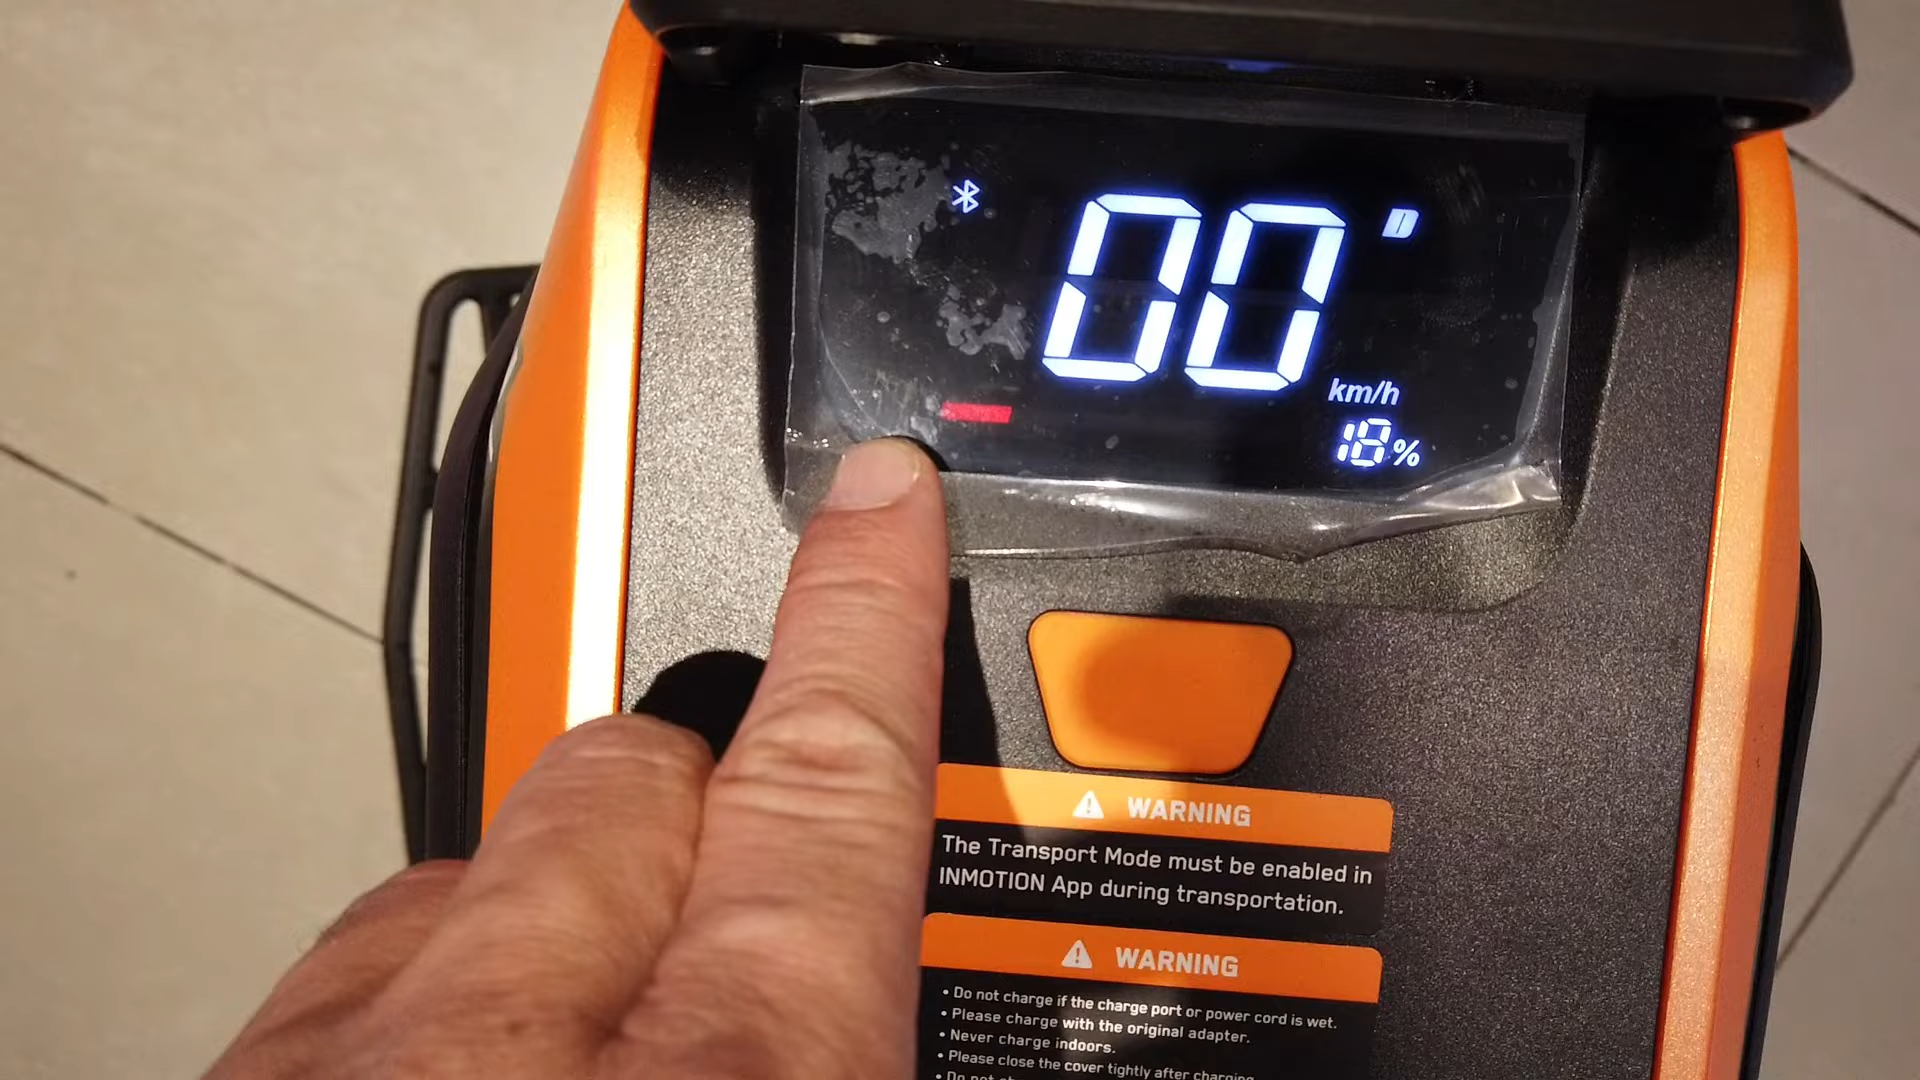 00
D
km/h
18%
WARNING
The Transport Mode must be enabled in
INMOTION App during transportation.
WARNING
• Do not charge if the charge port or power cord is wet.
• Please charge with the original adapter.
• Never charge indoors.
• Please close the cover tightly after charging
• Do not